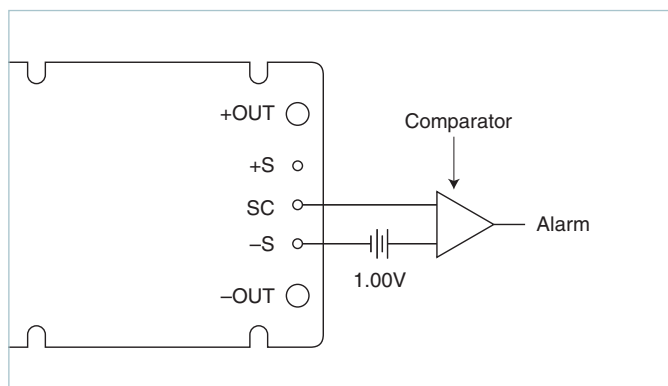 +OUT
Comparator
+S
SC
Alarm
–S
1.00V
–OUT